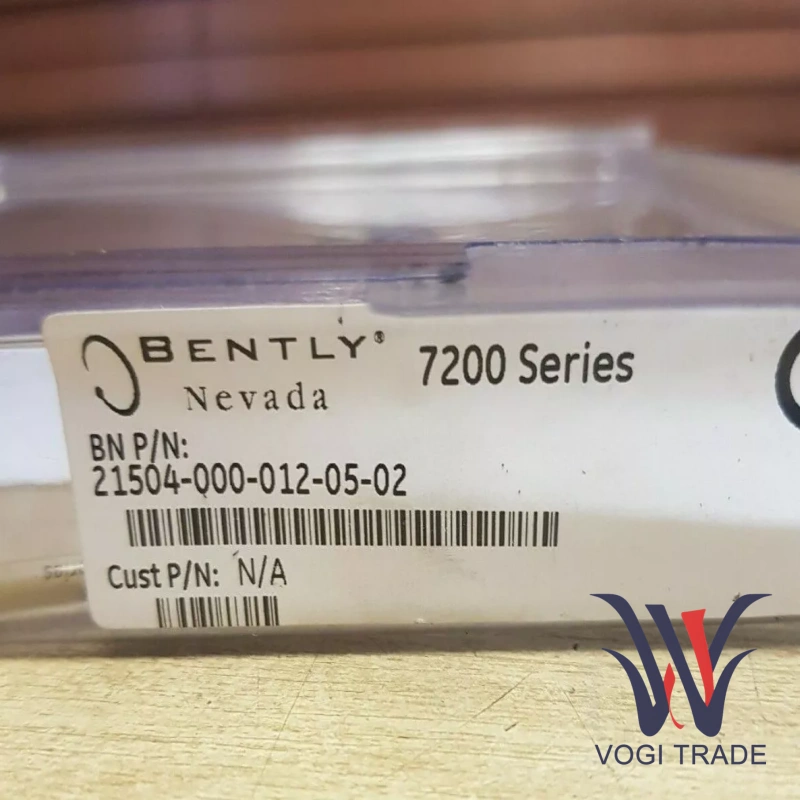 BENTLY®
Nevada
7200 Series
BN P/N:
21504-000-012-05-02
Cust P/N: N/A
VOGI TRADE